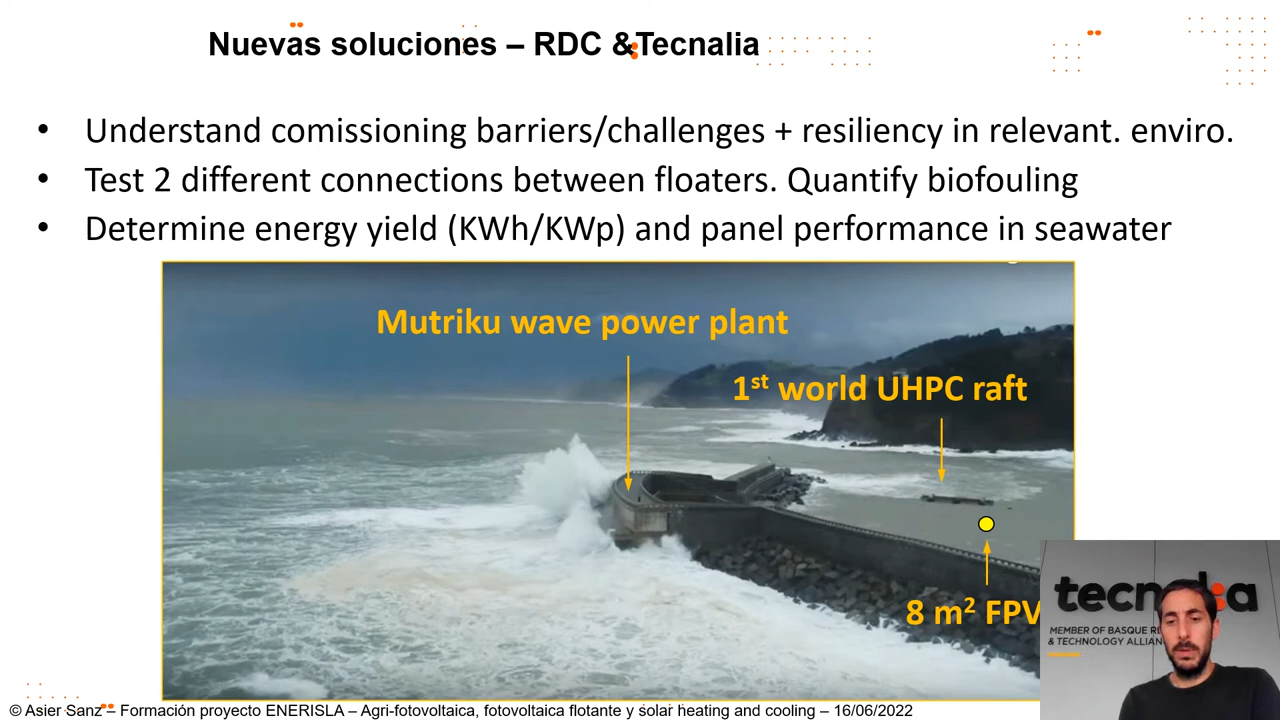 Nuevas soluciones – RDC &Tecnalia
• Understand comissioning barriers/challenges + resiliency in relevant. enviro.
• Test 2 different connections between floaters. Quantify biofouling
• Determine energy yield (KWh/KWp) and panel performance in seawater
Mutriku wave power plant
1st world UHPC raft
8 m² FPV
tecnalia
MEMBER OF BASQUE RE
& TECHNOLOGY ALLIAN
© Asier Sanz – Formación proyecto ENERISLA – Agri-fotovoltaica, fotovoltaica flotante y solar heating and cooling – 16/06/2022